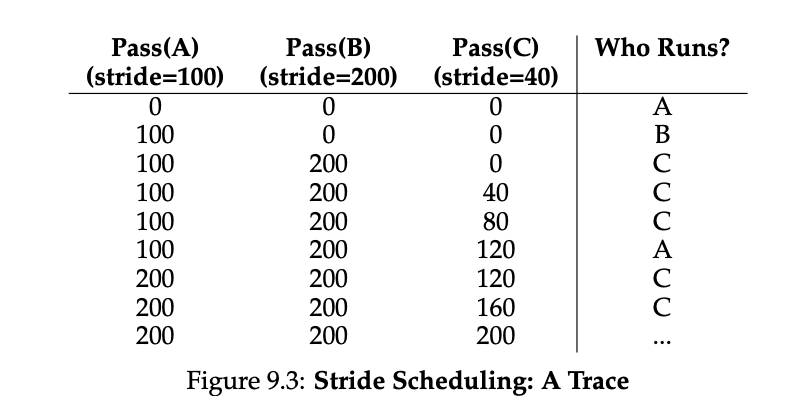 Pass(A) Pass(B) Pass(C) Who Runs?
(stride=100) (stride=200) (stride=40)
0 0 0 A
100 0 0 B
100 200 0 C
100 200 40 C
100 200 80 C
100 200 120 A
200 200 120 C
200 200 160 C
200 200 200 ...
Figure 9.3: Stride Scheduling: A Trace